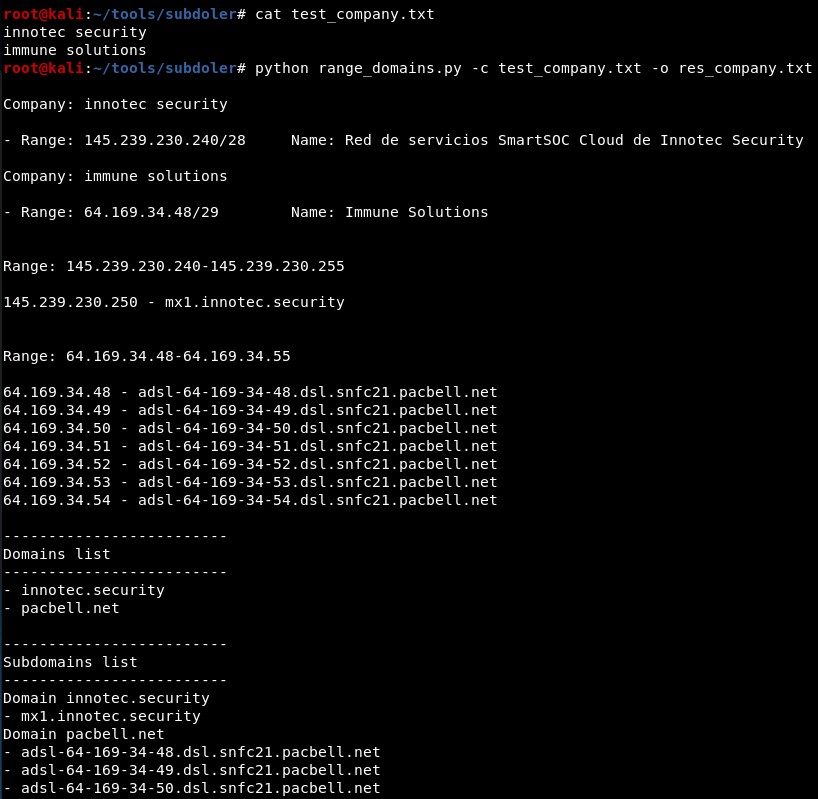 root@kali:~/tools/subdoler# cat test_company.txt
innotec security
immune solutions
root@kali:~/tools/subdoler# python range_domains.py -c test_company.txt -o res_company.txt
Company: innotec security
- Range: 145.239.230.240/28     Name: Red de servicios SmartSOC Cloud de Innotec Security
Company: immune solutions
- Range: 64.169.34.48/29        Name: Immune Solutions
Range: 145.239.230.240-145.239.230.255
145.239.230.250 - mx1.innotec.security
Range: 64.169.34.48-64.169.34.55
64.169.34.48 - adsl-64-169-34-48.dsl.snfc21.pacbell.net
64.169.34.49 - adsl-64-169-34-49.dsl.snfc21.pacbell.net
64.169.34.50 - adsl-64-169-34-50.dsl.snfc21.pacbell.net
64.169.34.51 - adsl-64-169-34-51.dsl.snfc21.pacbell.net
64.169.34.52 - adsl-64-169-34-52.dsl.snfc21.pacbell.net
64.169.34.53 - adsl-64-169-34-53.dsl.snfc21.pacbell.net
64.169.34.54 - adsl-64-169-34-54.dsl.snfc21.pacbell.net
-------------------------
Domains list
-------------------------
- innotec.security
- pacbell.net
-------------------------
Subdomains list
-------------------------
Domain innotec.security
- mx1.innotec.security
Domain pacbell.net
- adsl-64-169-34-48.dsl.snfc21.pacbell.net
- adsl-64-169-34-49.dsl.snfc21.pacbell.net
- adsl-64-169-34-50.dsl.snfc21.pacbell.net